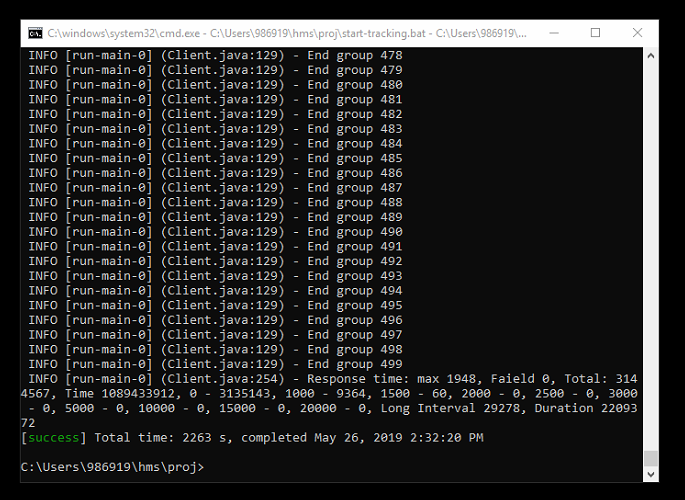 C:\windows\system32\cmd.exe - C:\Users\986919\hms\proj\start-tracking.bat - C:\Users\986919\...
INFO [run-main-0] (Client.java:129) - End group 478
INFO [run-main-0] (Client.java:129) - End group 479
INFO [run-main-0] (Client.java:129) - End group 480
INFO [run-main-0] (Client.java:129) - End group 481
INFO [run-main-0] (Client.java:129) - End group 482
INFO [run-main-0] (Client.java:129) - End group 483
INFO [run-main-0] (Client.java:129) - End group 484
INFO [run-main-0] (Client.java:129) - End group 485
INFO [run-main-0] (Client.java:129) - End group 486
INFO [run-main-0] (Client.java:129) - End group 487
INFO [run-main-0] (Client.java:129) - End group 488
INFO [run-main-0] (Client.java:129) - End group 489
INFO [run-main-0] (Client.java:129) - End group 490
INFO [run-main-0] (Client.java:129) - End group 491
INFO [run-main-0] (Client.java:129) - End group 492
INFO [run-main-0] (Client.java:129) - End group 493
INFO [run-main-0] (Client.java:129) - End group 494
INFO [run-main-0] (Client.java:129) - End group 495
INFO [run-main-0] (Client.java:129) - End group 496
INFO [run-main-0] (Client.java:129) - End group 497
INFO [run-main-0] (Client.java:129) - End group 498
INFO [run-main-0] (Client.java:129) - End group 499
INFO [run-main-0] (Client.java:254) - Response time: max 1948, Faield 0, Total: 314
4567, Time 1089433912, 0 - 3135143, 1000 - 9364, 1500 - 60, 2000 - 0, 2500 - 0, 3000
- 0, 5000 - 0, 10000 - 0, 15000 - 0, 20000 - 0, Long Interval 29278, Duration 22093
72
[success] Total time: 2263 s, completed May 26, 2019 2:32:20 PM
C:\Users\986919\hms\proj>